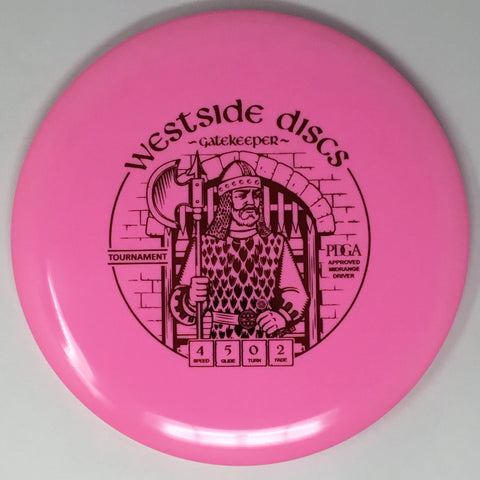 Westside Discs
~Gatekeeper~
TOURNAMENT
PDGA
APPROVED
MIDRANGE
DRIVER
4 5 0 2
SPEED GLIDE TURN FADE